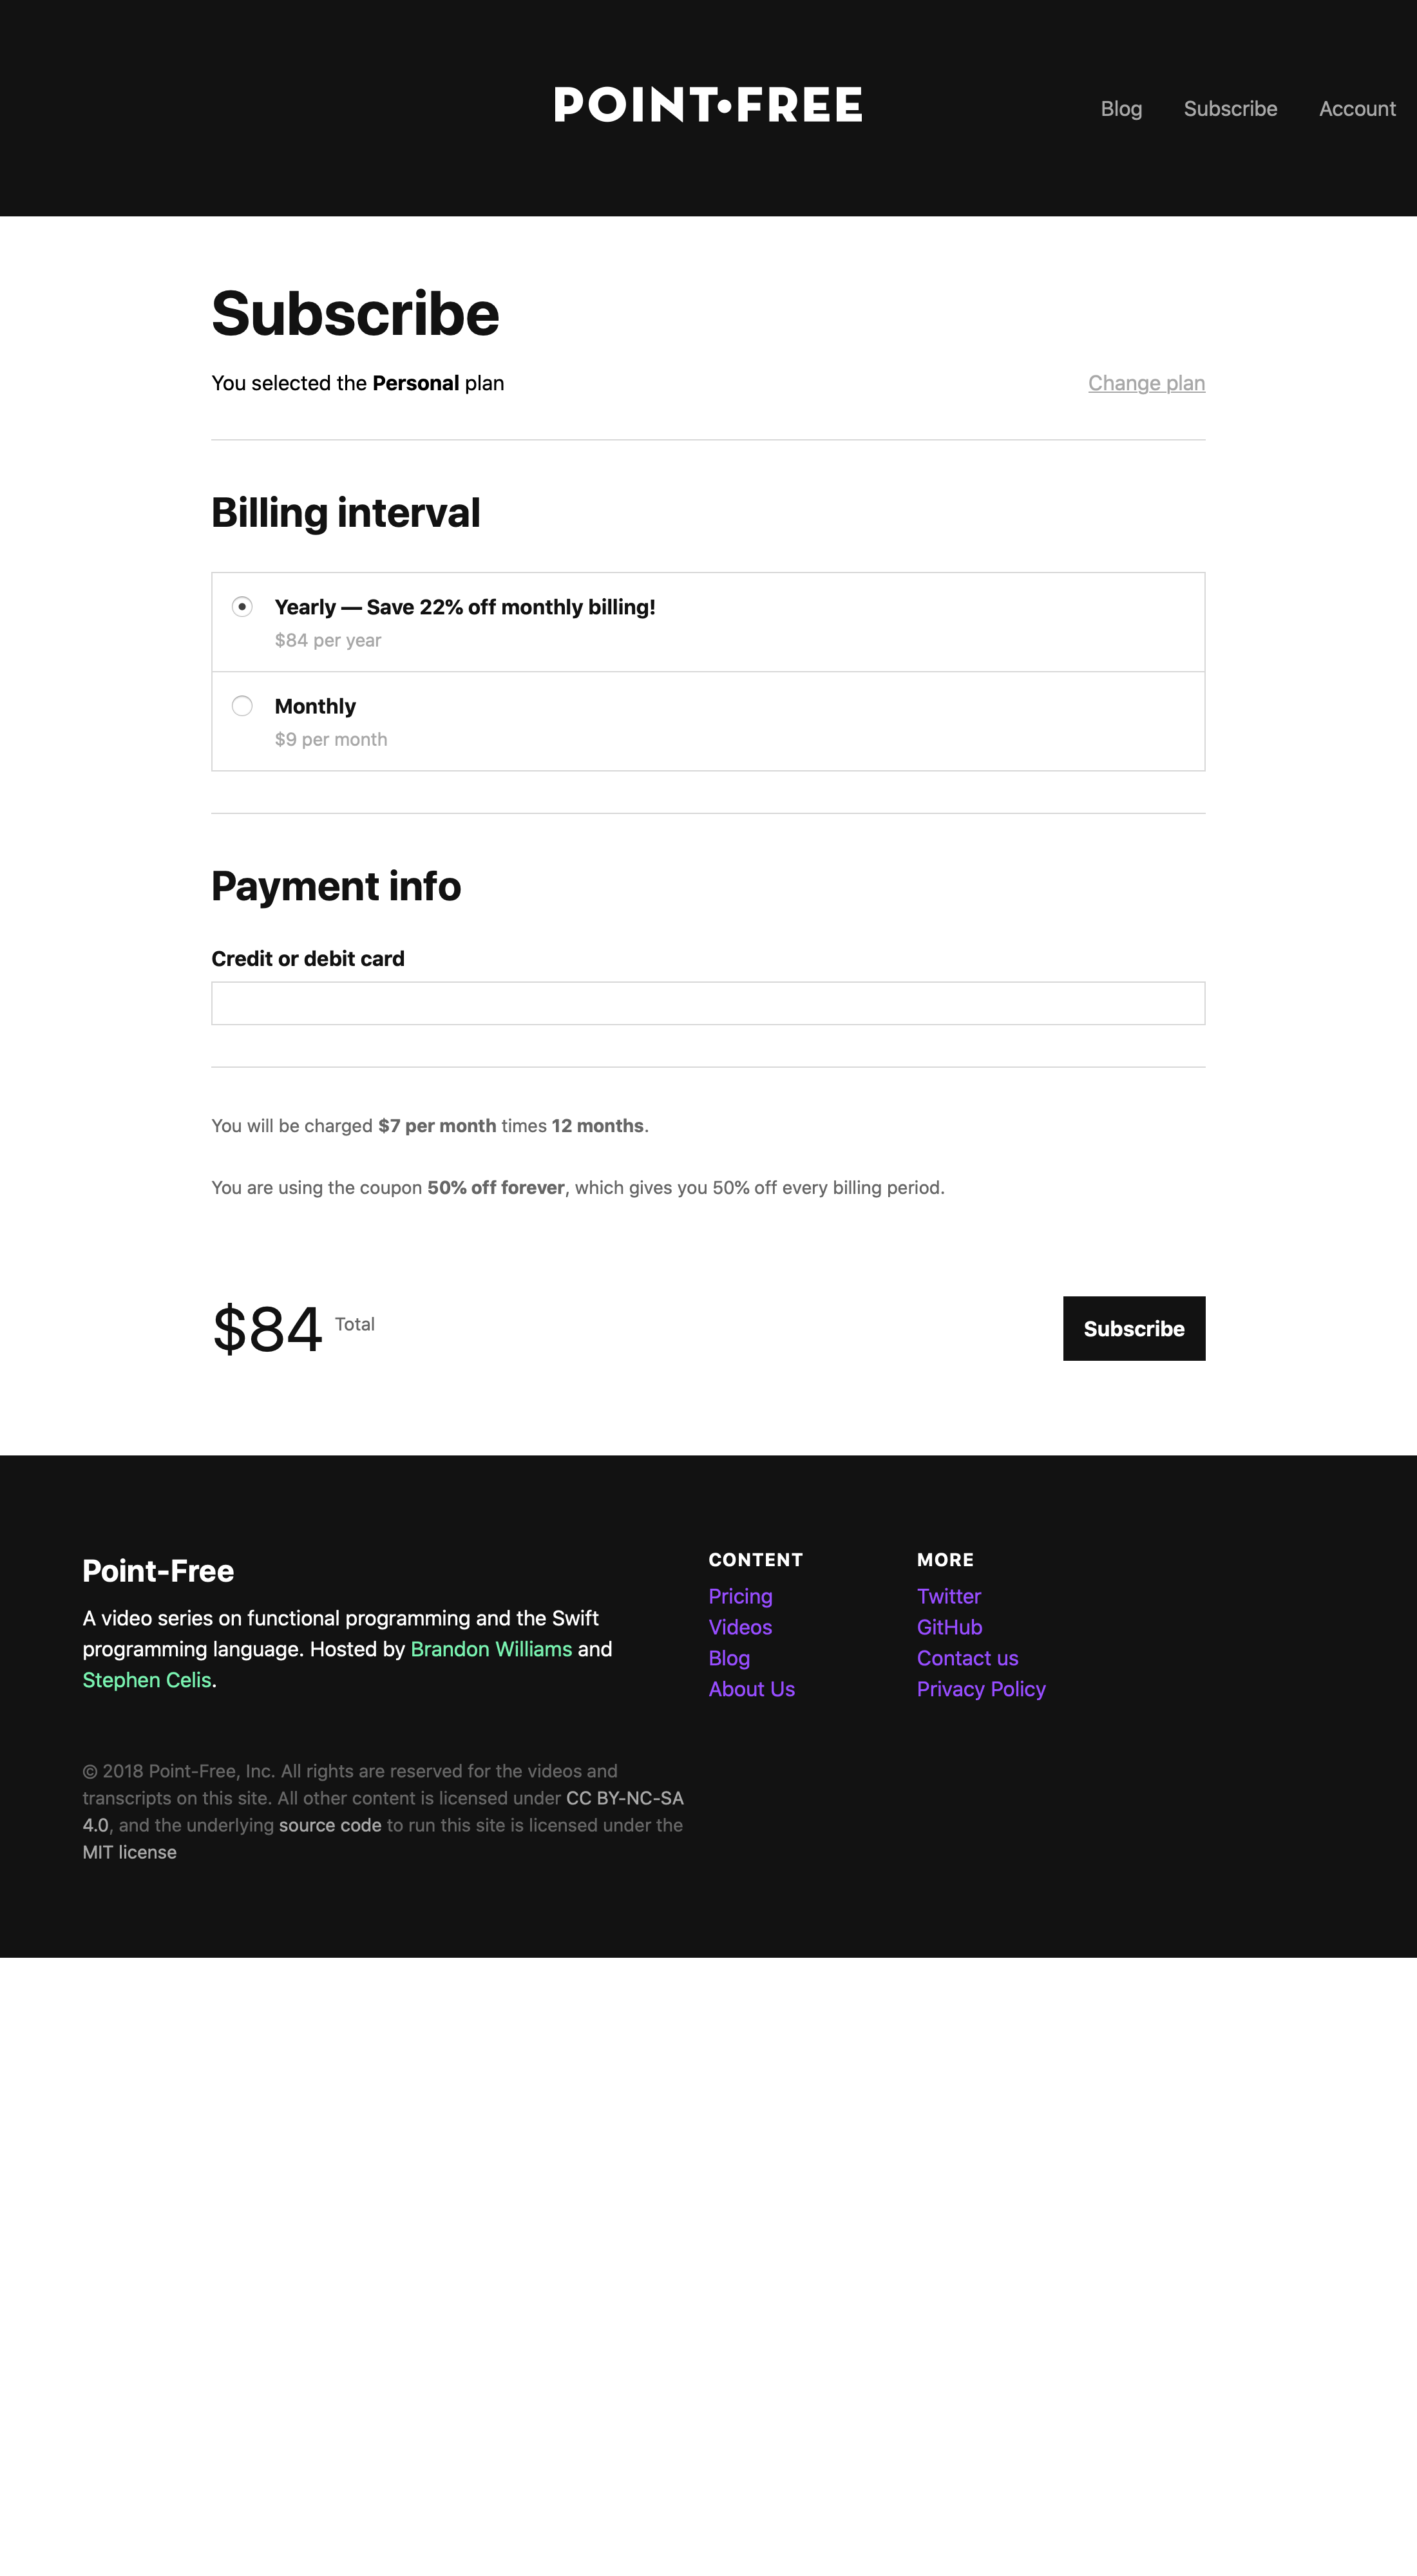 POINT•FREE
Blog Subscribe Account
Subscribe
You selected the Personal plan
Change plan
Billing interval
Yearly — Save 22% off monthly billing!
$84 per year
Monthly
$9 per month
Payment info
Credit or debit card
You will be charged $7 per month times 12 months.
You are using the coupon 50% off forever, which gives you 50% off every billing period.
$84 Total
Subscribe
Point-Free
A video series on functional programming and the Swift
programming language. Hosted by Brandon Williams and
Stephen Celis.
CONTENT
Pricing
Videos
Blog
About Us
MORE
Twitter
GitHub
Contact us
Privacy Policy
© 2018 Point-Free, Inc. All rights are reserved for the videos and
transcripts on this site. All other content is licensed under CC BY-NC-SA
4.0, and the underlying source code to run this site is licensed under the
MIT license